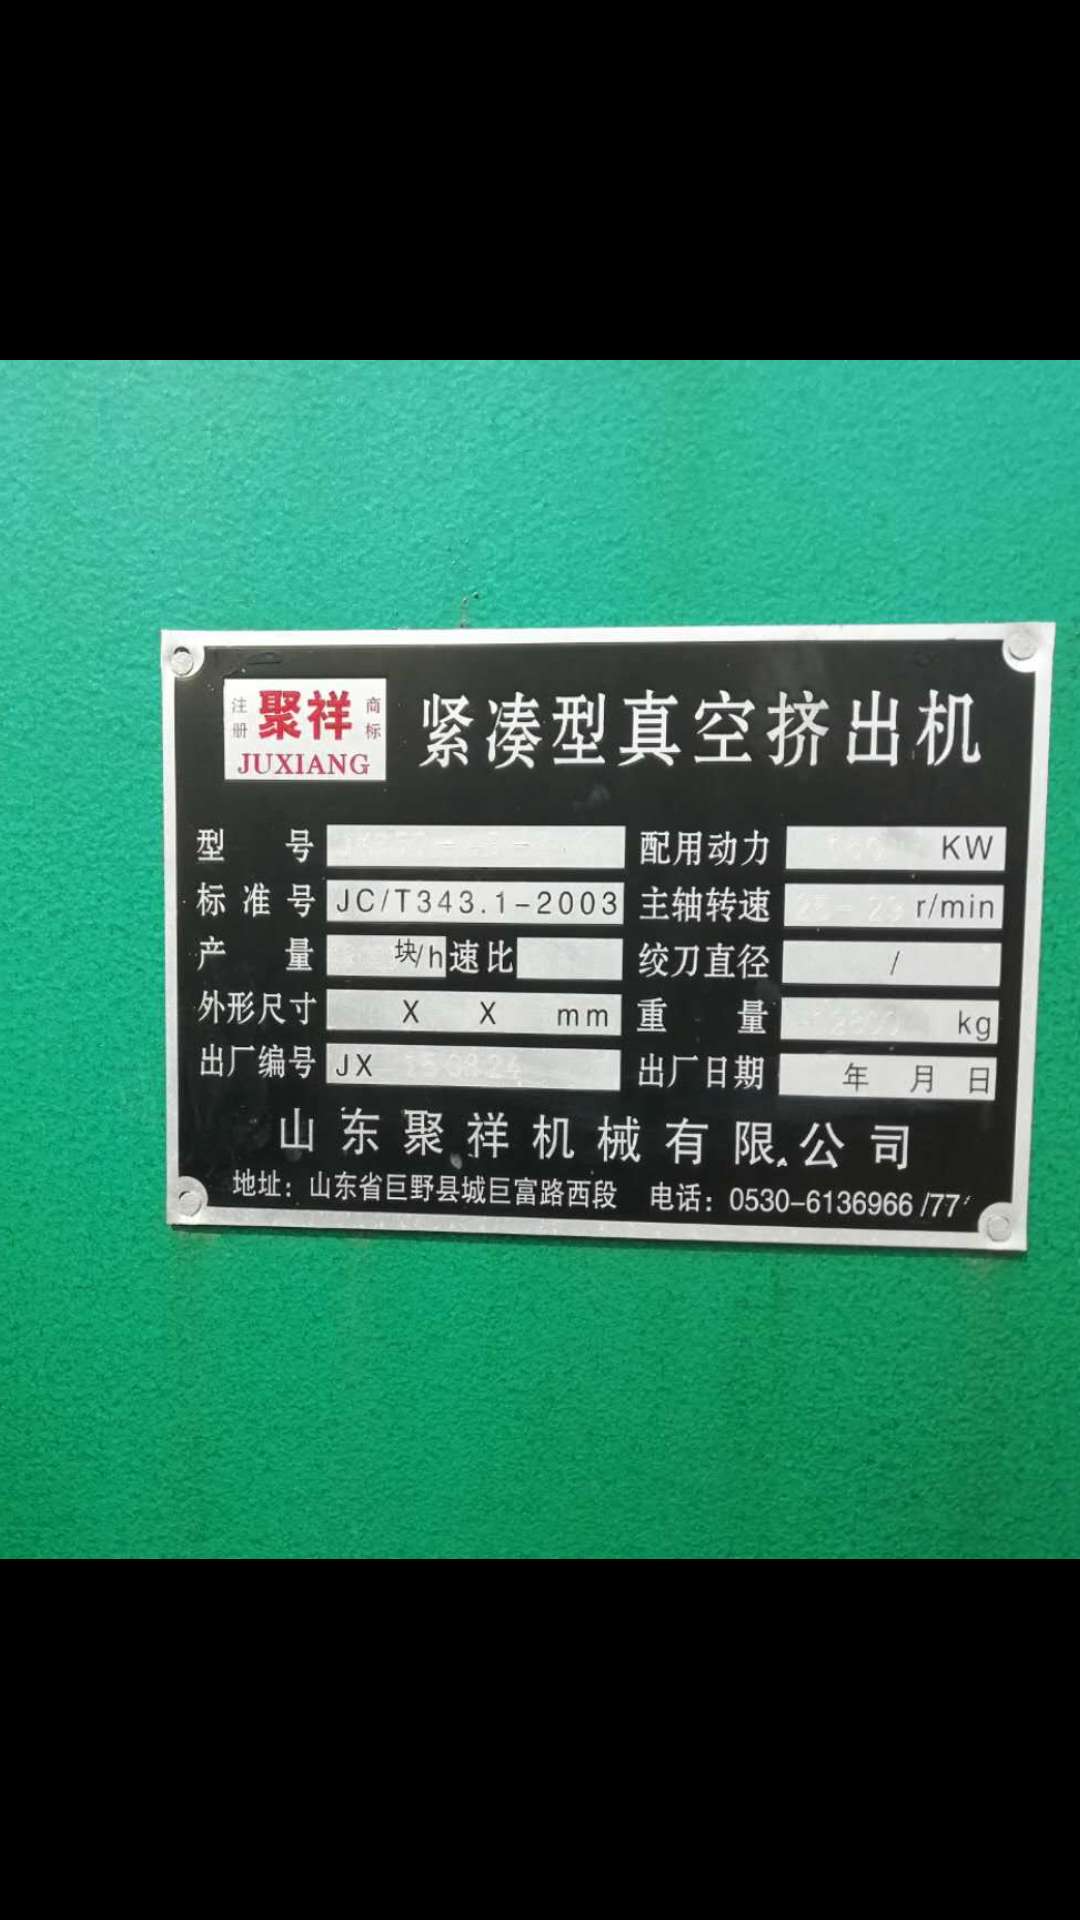 注册 聚祥 商标
JUXIANG
紧凑型真空挤出机
型 号 配用动力 KW
标准号 JC/T343.1-2003 主轴转速 r/min
产 量 块/h 速比 绞刀直径 /
外形尺寸 X X mm 重 量 kg
出厂编号 JX 150824 出厂日期 年 月 日
山东聚祥机械有限公司
地址：山东省巨野县城巨富路西段 电话：0530-6136966